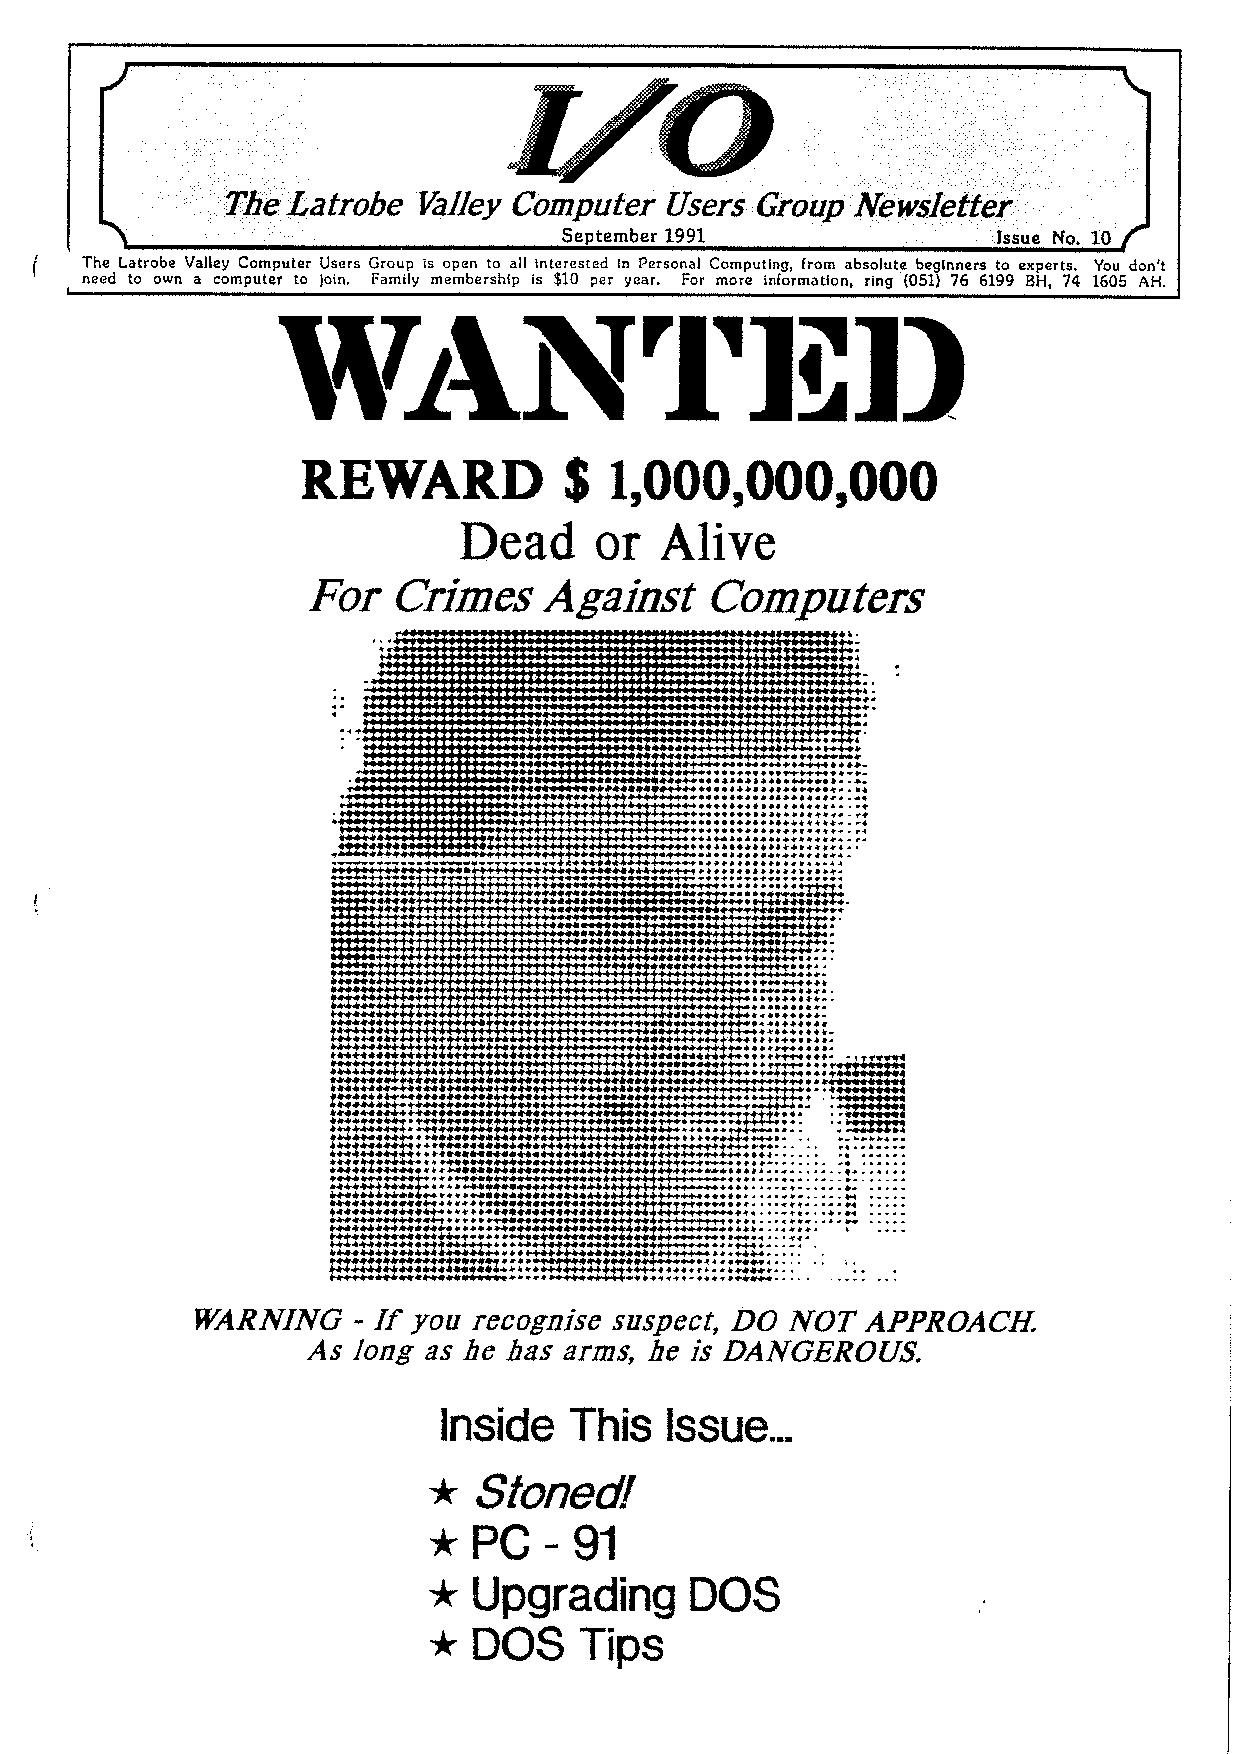 I/O
The Latrobe Valley Computer Users Group Newsletter
September 1991 Issue No. 10
The Latrobe Valley Computer Users Group is open to all interested in Personal Computing, from absolute beginners to experts. You don't
need to own a computer to join. Family membership is $10 per year. For more information, ring (051) 76 6199 BH, 74 1605 AH.
WANTED
REWARD $ 1,000,000,000
Dead or Alive
For Crimes Against Computers
WARNING - If you recognise suspect, DO NOT APPROACH.
As long as he has arms, he is DANGEROUS.
Inside This Issue...
★ Stoned!
★ PC - 91
★ Upgrading DOS
★ DOS Tips